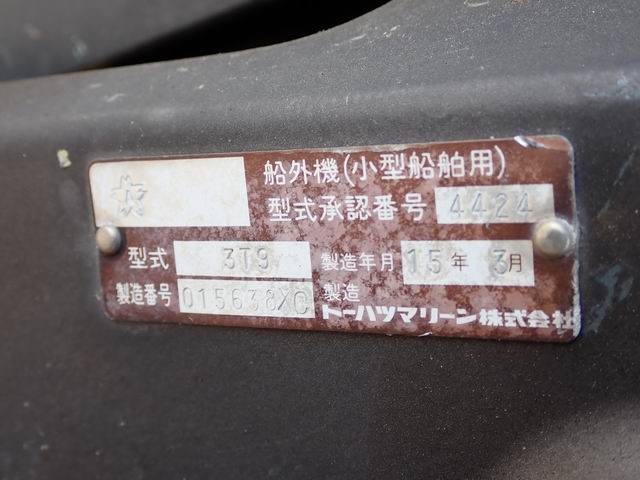 船外機(小型船舶用)
型式承認番号 4424
型式 3T9 製造年月 15年 3月
製造番号 015638XG 製造
トーハツマリーン株式会社